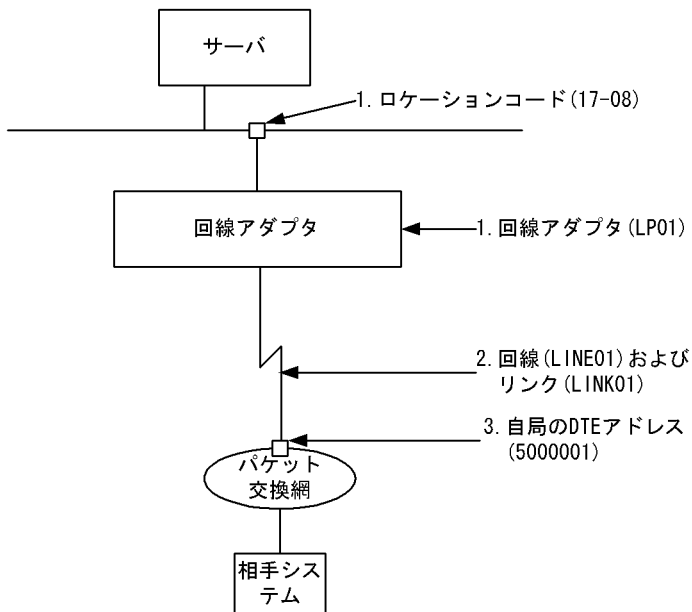 サーバ
1.ロケーションコード(17-08)
回線アダプタ
1.回線アダプタ(LP01)
2.回線(LINE01)および
リンク(LINK01)
3.自局のDTEアドレス
(5000001)
パケット
交換網
相手シス
テム